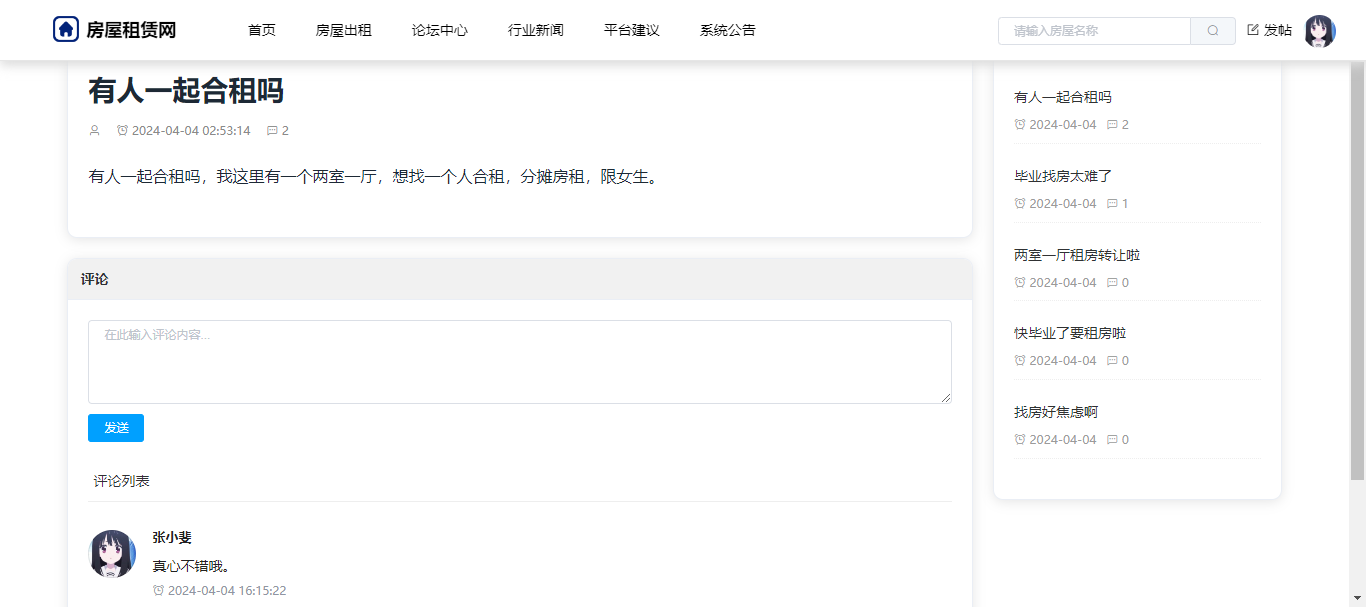 房屋租赁网 首页 房屋出租 论坛中心 行业新闻 平台建议 系统公告 请输入房屋名称 发帖
有人一起合租吗
2024-04-04 02:53:14 2
有人一起合租吗，我这里有一个两室一厅，想找一个人合租，分摊房租，限女生。
评论
在此输入评论内容...
发送
评论列表
张小斐
真心不错哦。
2024-04-04 16:15:22
有人一起合租吗
2024-04-04 2
毕业找房太难了
2024-04-04 1
两室一厅租房转让啦
2024-04-04 0
快毕业了要租房啦
2024-04-04 0
找房好焦虑啊
2024-04-04 0